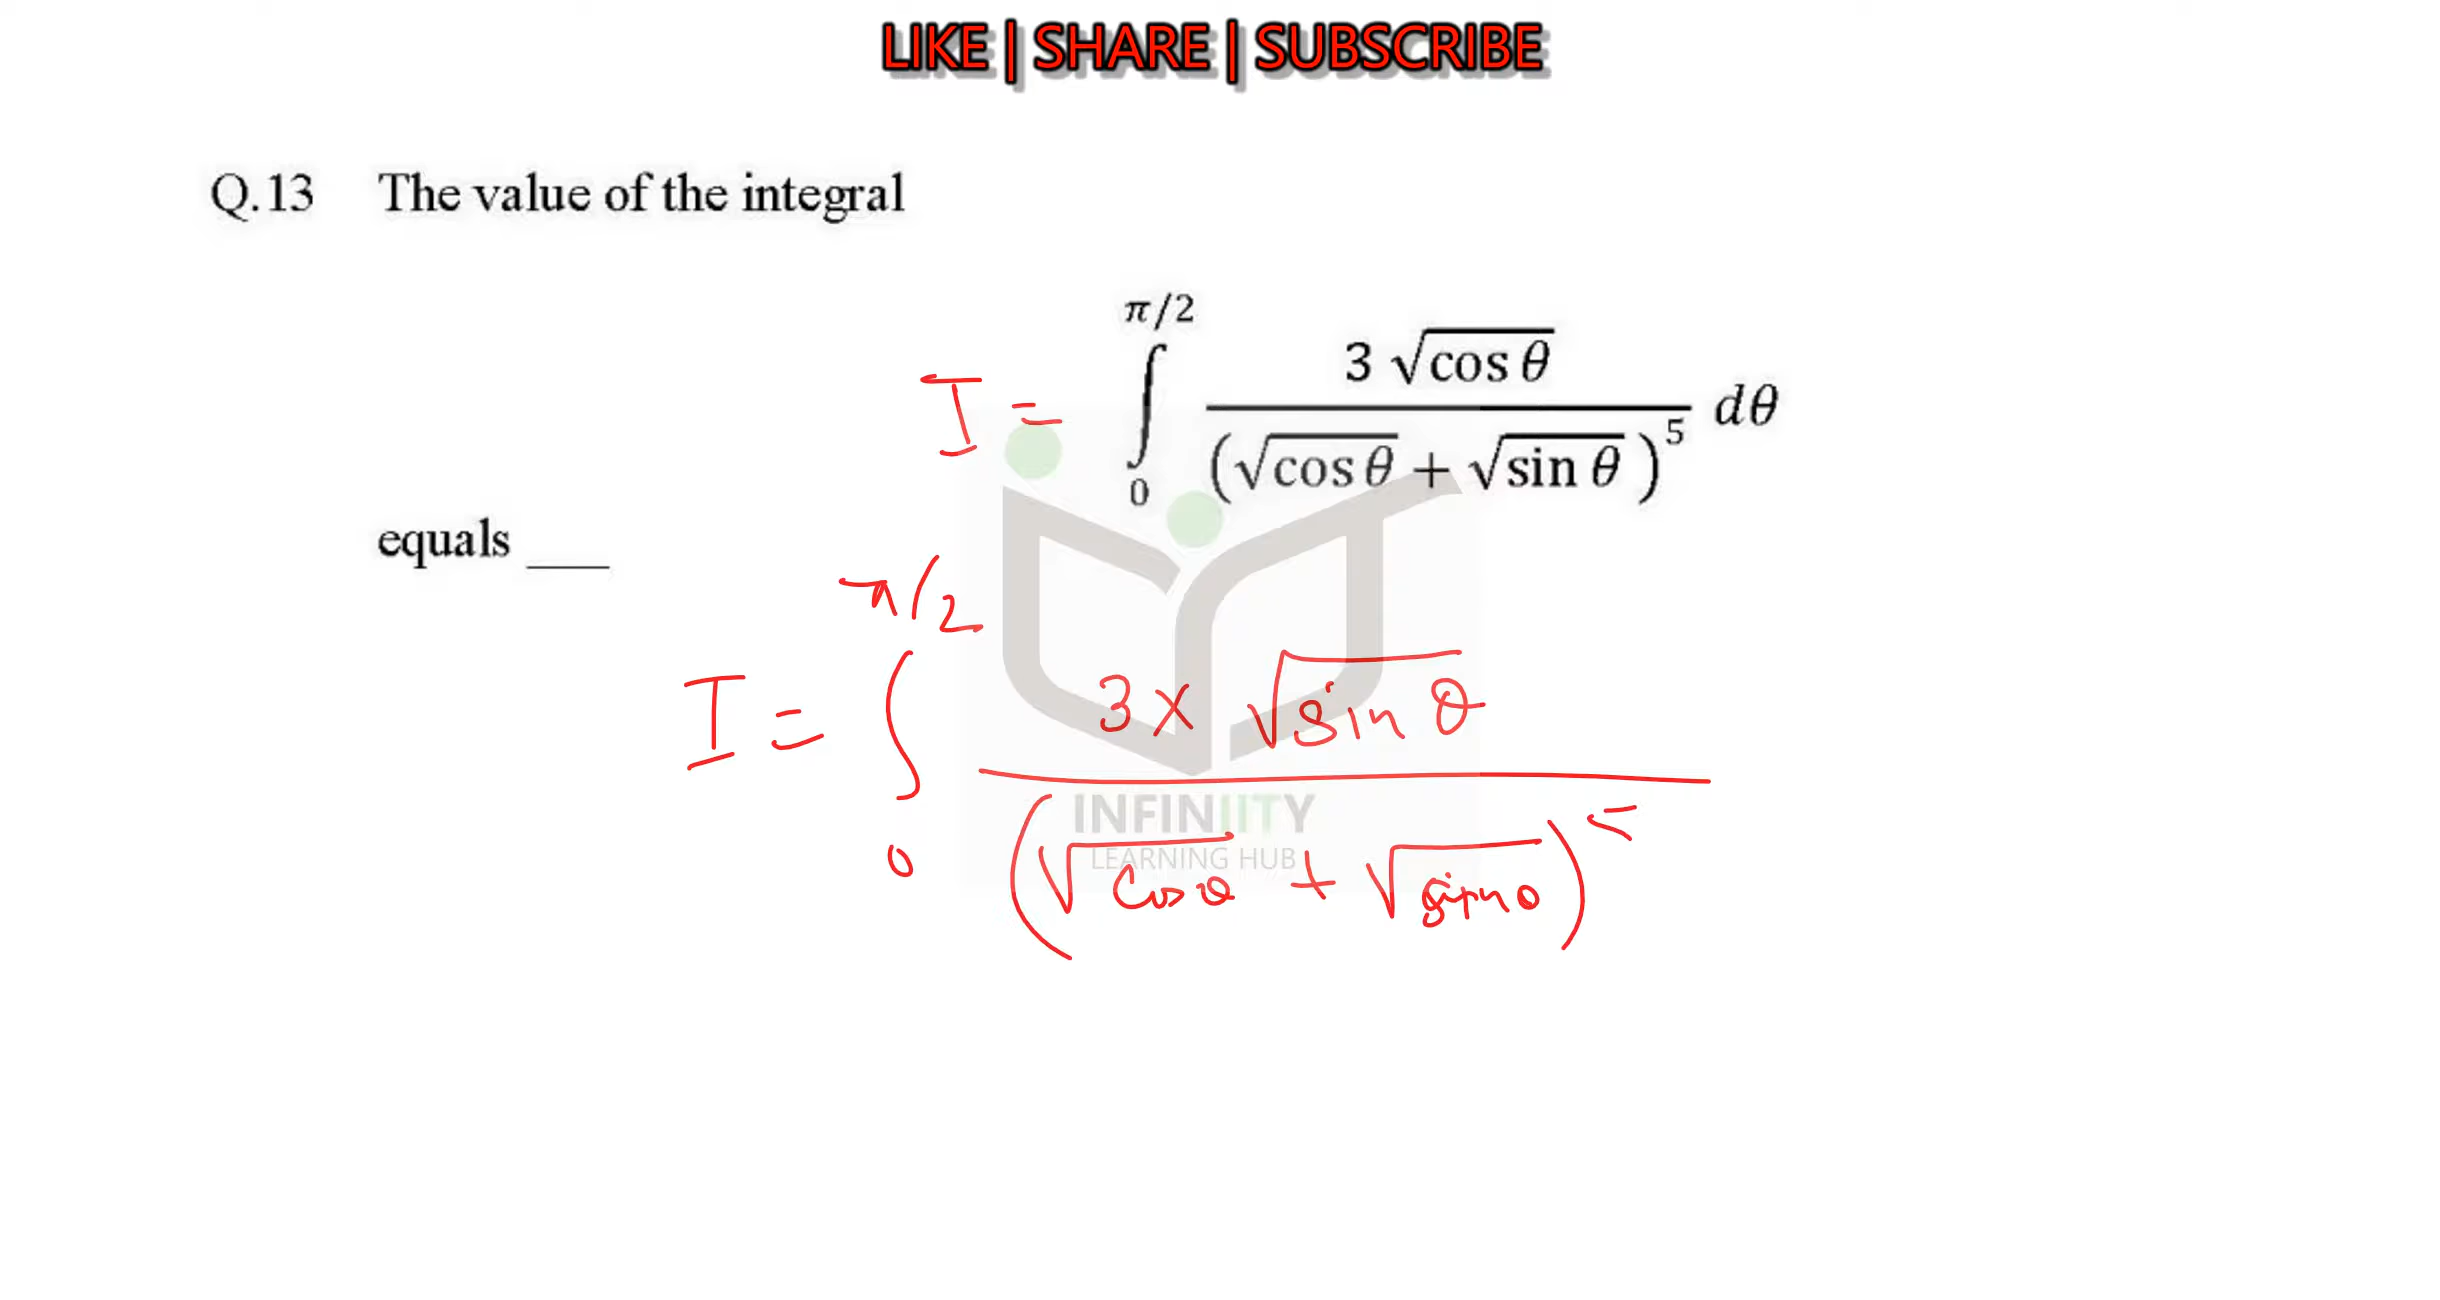 LIKE | SHARE | SUBSCRIBE
Q.13 The value of the integral
I = ∫₀^{π/2} 3√(cos θ) / (√(cos θ) + √(sin θ))^5 dθ
equals ___
I = ∫₀^{π/2} 3 × √(sin θ) / (√(cos θ) + √(sin θ))^5
INFINIITY
LEARNING HUB